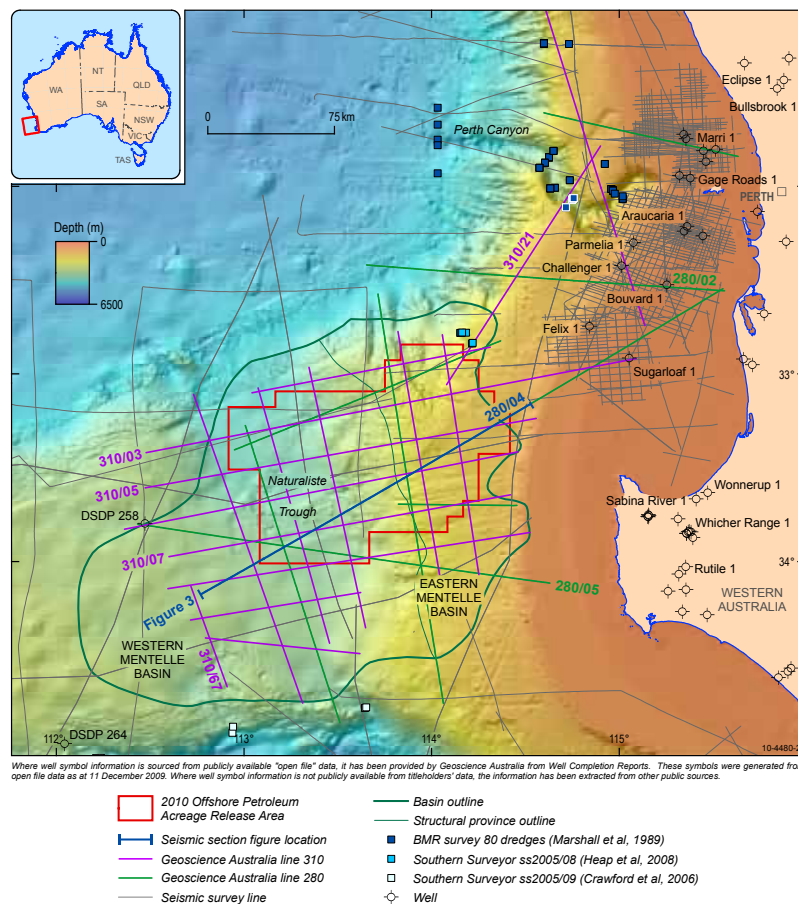 WA
NT
QLD
SA
NSW
VIC
TAS
0
75 km
Perth Canyon
Eclipse 1
Bullsbrook 1
Marri 1
Gage Roads 1
PERTH
Araucaria 1
Parmelia 1
Challenger 1
Bouvard 1
Felix 1
Sugarloaf 1
Depth (m)
0
6500
310/21
280/02
33°
280/04
310/03
310/05
Naturaliste
Trough
DSDP 258
310/07
Wonnerup 1
Sabina River 1
Whicher Range 1
34°
Rutile 1
WESTERN
AUSTRALIA
280/05
EASTERN
MENTELLE
BASIN
Figure 3
WESTERN
MENTELLE
BASIN
310/67
DSDP 264
112°
113°
114°
115°
10-4480-2
Where well symbol information is sourced from publicly available "open file" data, it has been provided by Geoscience Australia from Well Completion Reports. These symbols were generated from
open file data as at 11 December 2009. Where well symbol information is not publicly available from titleholders' data, the information has been extracted from other public sources.
2010 Offshore Petroleum
Acreage Release Area
Seismic section figure location
Geoscience Australia line 310
Geoscience Australia line 280
Seismic survey line
Basin outline
Structural province outline
BMR survey 80 dredges (Marshall et al, 1989)
Southern Surveyor ss2005/08 (Heap et al, 2008)
Southern Surveyor ss2005/09 (Crawford et al, 2006)
Well